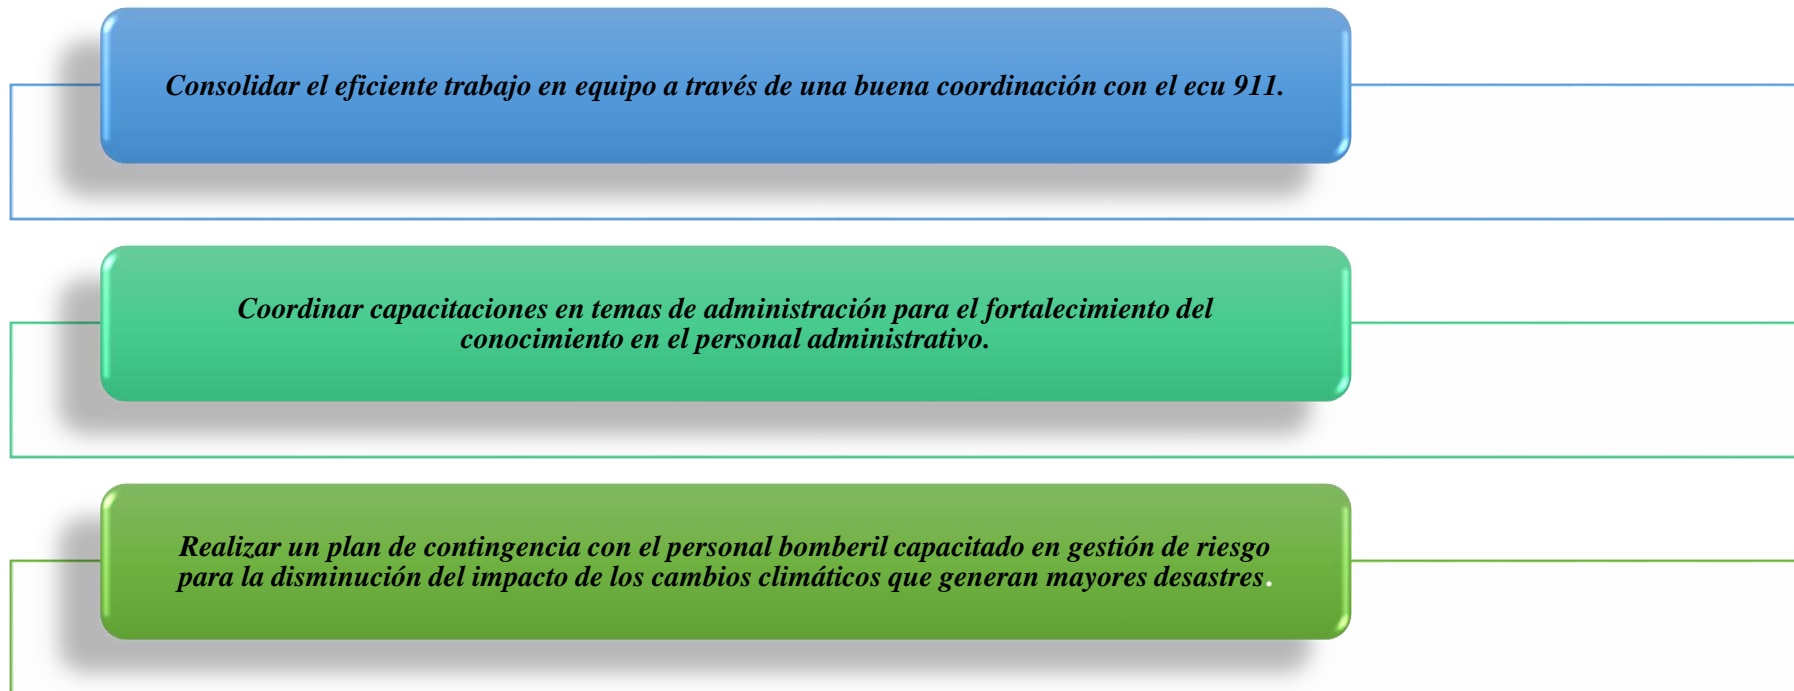 Consolidar el eficiente trabajo en equipo a través de una buena coordinación con el ecu 911.
Coordinar capacitaciones en temas de administración para el fortalecimiento del
conocimiento en el personal administrativo.
Realizar un plan de contingencia con el personal bomberil capacitado en gestión de riesgo
para la disminución del impacto de los cambios climáticos que generan mayores desastres.